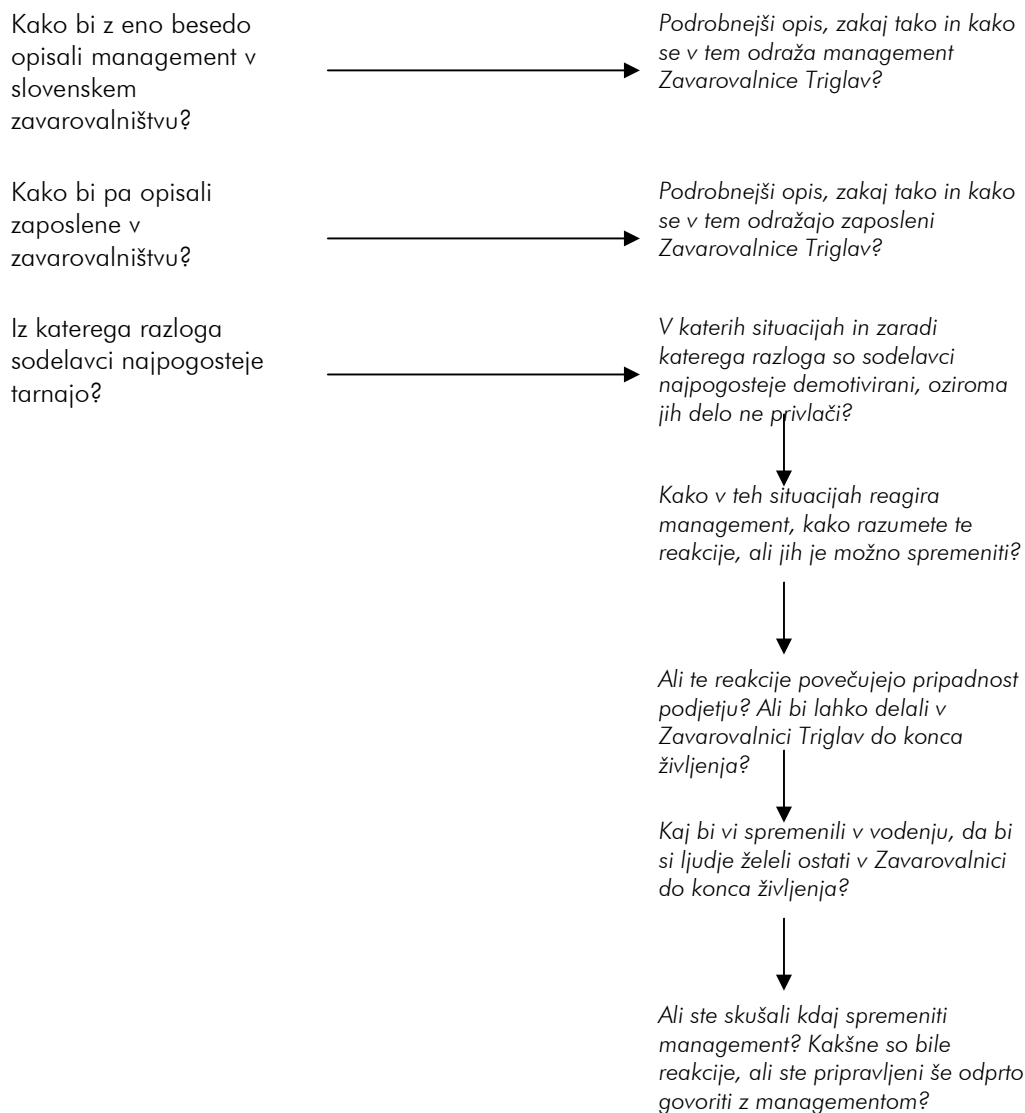 Kako bi z eno besedo
opisali management v
slovenskem
zavarovalništvu?
Podrobnejši opis, zakaj tako in kako
se v tem odraža management
Zavarovalnice Triglav?
Kako bi pa opisali
zaposlene v
zavarovalništvu?
Podrobnejši opis, zakaj tako in kako
se v tem odražajo zaposleni
Zavarovalnice Triglav?
Iz katerega razloga
sodelavci najpogosteje
tarnajo?
V katerih situacijah in zaradi
katerega razloga so sodelavci
najpogosteje demotivirani, oziroma
jih delo ne privlači?
Kako v teh situacijah reagira
management, kako razumete te
reakcije, ali jih je možno spremeniti?
Ali te reakcije povečujejo pripadnost
podjetju? Ali bi lahko delali v
Zavarovalnici Triglav do konca
življenja?
Kaj bi vi spremenili v vodenju, da bi
si ljudje želeli ostati v Zavarovalnici
do konca življenja?
Ali ste skušali kdaj spremeniti
management? Kakšne so bile
reakcije, ali ste pripravljeni še odprto
govoriti z managementom?